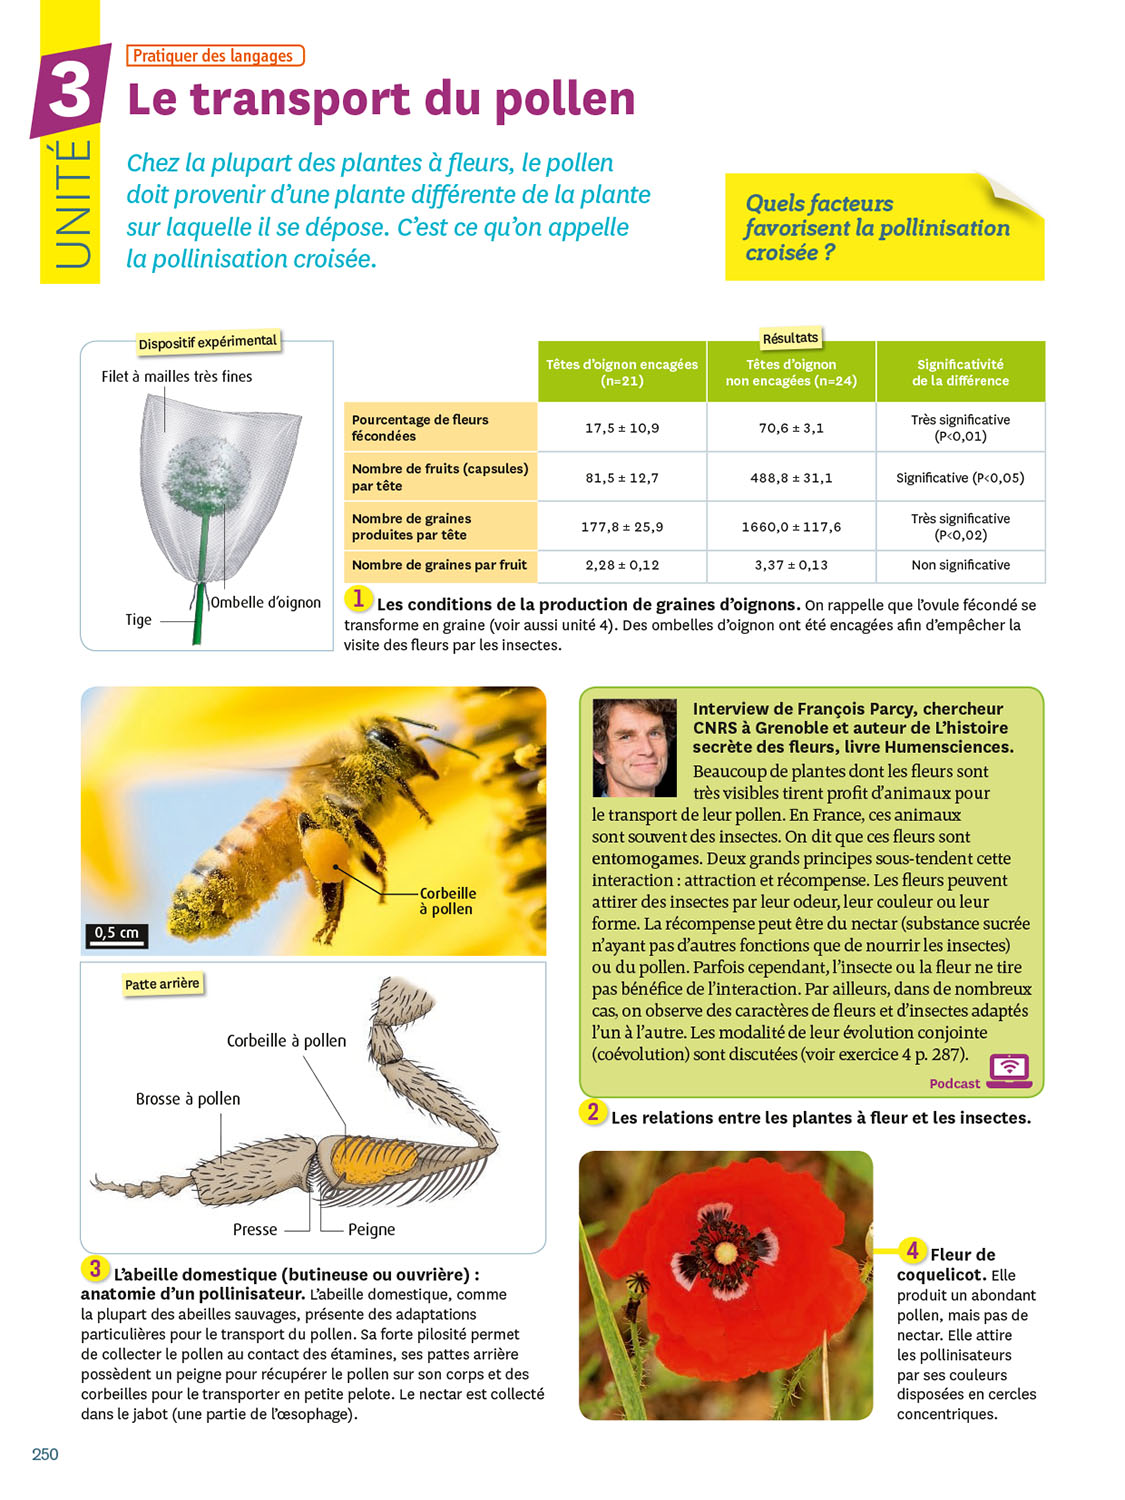 Pratiquer des langages
3
UNITÉ
Le transport du pollen
Chez la plupart des plantes à fleurs, le pollen
doit provenir d'une plante différente de la plante
sur laquelle il se dépose. C'est ce qu'on appelle
la pollinisation croisée.
Quels facteurs
favorisent la pollinisation
croisée ?
Dispositif expérimental
Filet à mailles très fines
Ombelle d'oignon
Tige
Résultats
Têtes d'oignon encagées
(n=21)
Têtes d'oignon
non encagées (n=24)
Significativité
de la différence
Pourcentage de fleurs
fécondées
17,5 ± 10,9
70,6 ± 3,1
Très significative
(P<0,01)
Nombre de fruits (capsules)
par tête
81,5 ± 12,7
488,8 ± 31,1
Significative (P<0,05)
Nombre de graines
produites par tête
177,8 ± 25,9
1660,0 ± 117,6
Très significative
(P<0,02)
Nombre de graines par fruit
2,28 ± 0,12
3,37 ± 0,13
Non significative
1 Les conditions de la production de graines d'oignons. On rappelle que l'ovule fécondé se
transforme en graine (voir aussi unité 4). Des ombelles d'oignon ont été encagées afin d'empêcher la
visite des fleurs par les insectes.
Corbeille
à pollen
0,5 cm
Patte arrière
Corbeille à pollen
Brosse à pollen
Presse
Peigne
3 L'abeille domestique (butineuse ou ouvrière) :
anatomie d'un pollinisateur. L'abeille domestique, comme
la plupart des abeilles sauvages, présente des adaptations
particulières pour le transport du pollen. Sa forte pilosité permet
de collecter le pollen au contact des étamines, ses pattes arrière
possèdent un peigne pour récupérer le pollen sur son corps et des
corbeilles pour le transporter en petite pelote. Le nectar est collecté
dans le jabot (une partie de l'œsophage).
Interview de François Parcy, chercheur
CNRS à Grenoble et auteur de L'histoire
secrète des fleurs, livre Humensciences.
Beaucoup de plantes dont les fleurs sont
très visibles tirent profit d'animaux pour
le transport de leur pollen. En France, ces animaux
sont souvent des insectes. On dit que ces fleurs sont
entomogames. Deux grands principes sous-tendent cette
interaction : attraction et récompense. Les fleurs peuvent
attirer des insectes par leur odeur, leur couleur ou leur
forme. La récompense peut être du nectar (substance sucrée
n'ayant pas d'autres fonctions que de nourrir les insectes)
ou du pollen. Parfois cependant, l'insecte ou la fleur ne tire
pas bénéfice de l'interaction. Par ailleurs, dans de nombreux
cas, on observe des caractères de fleurs et d'insectes adaptés
l'un à l'autre. Les modalité de leur évolution conjointe
(coévolution) sont discutées (voir exercice 4 p. 287).
Podcast
2 Les relations entre les plantes à fleur et les insectes.
4 Fleur de
coquelicot. Elle
produit un abondant
pollen, mais pas de
nectar. Elle attire
les pollinisateurs
par ses couleurs
disposées en cercles
concentriques.
250